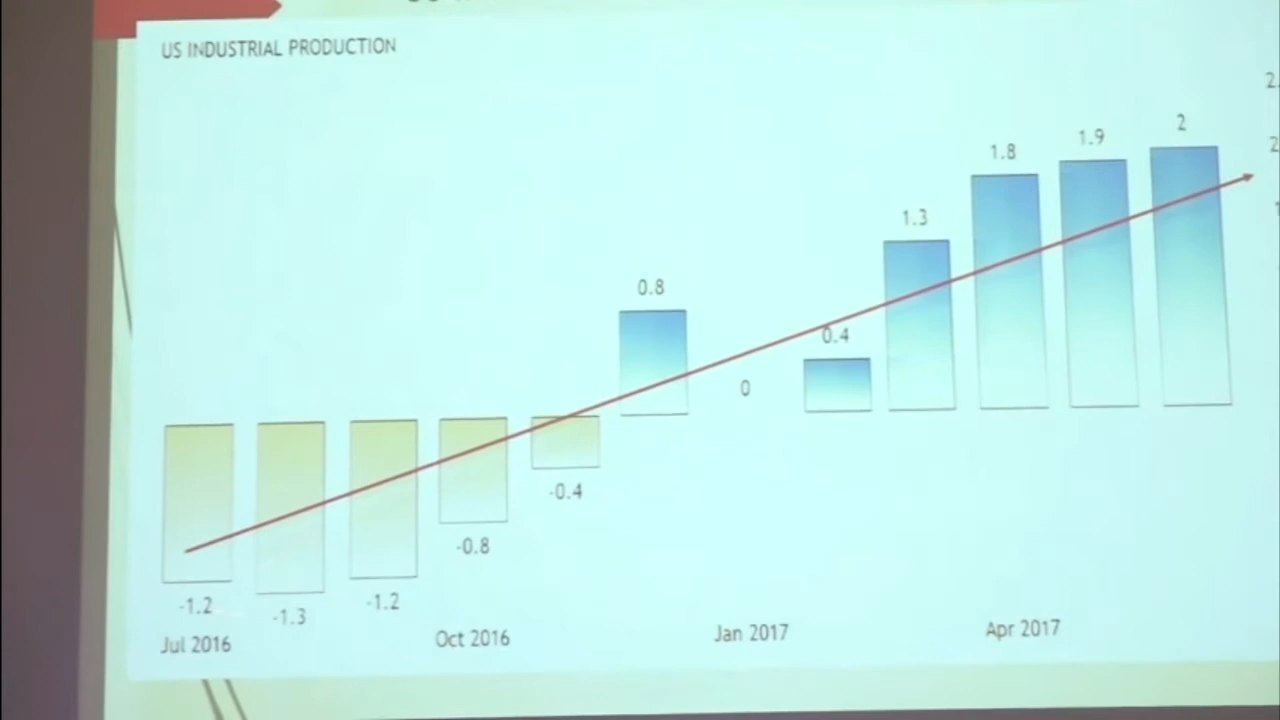 US INDUSTRIAL PRODUCTION
2
1.9
1.8
1.3
0.8
0.4
0
-0.4
-0.8
-1.2
-1.3
-1.2
Jul 2016
Oct 2016
Jan 2017
Apr 2017